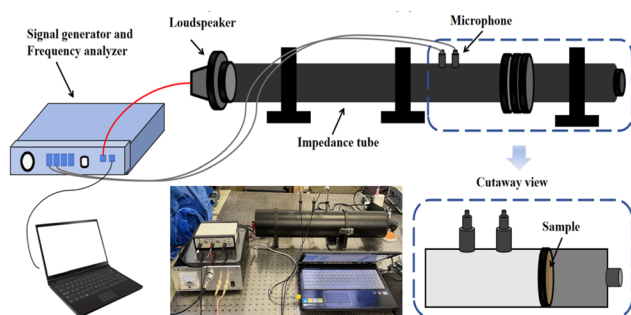 Signal generator and
Frequency analyzer
Loudspeaker
Microphone
Impedance tube
Cutaway view
Sample